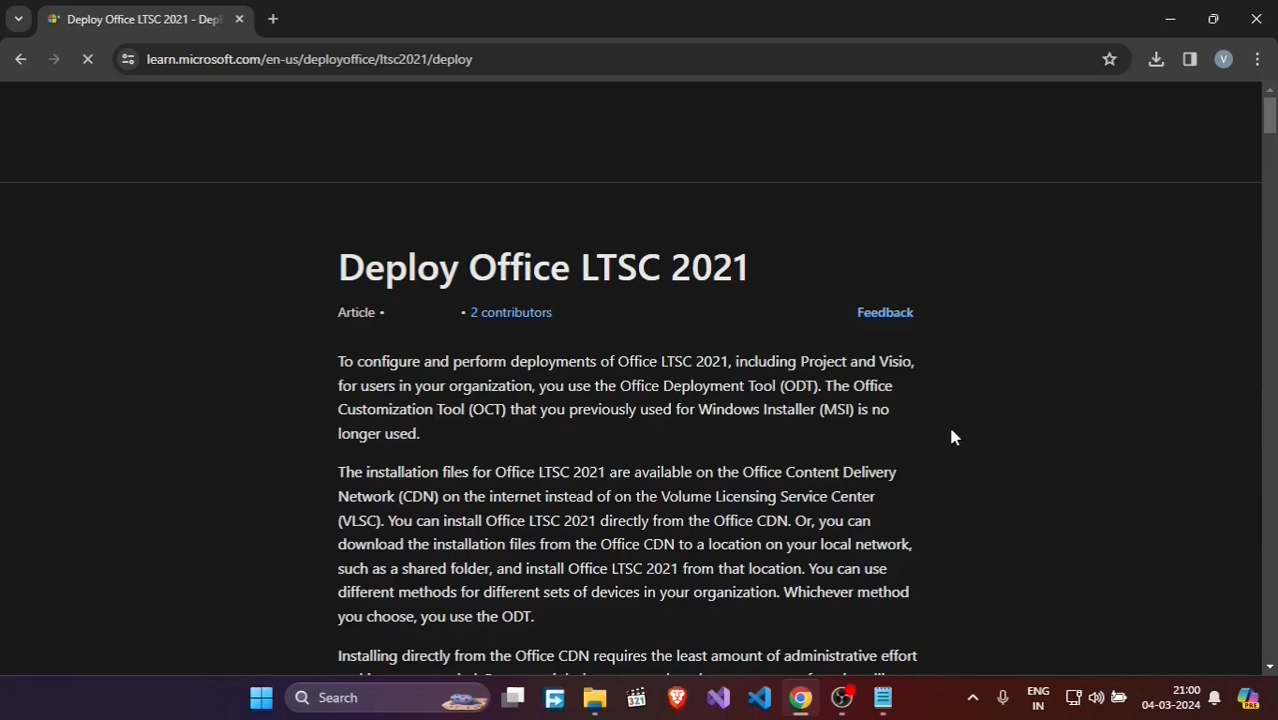 Deploy Office LTSC 2021 - Depl
learn.microsoft.com/en-us/deployoffice/ltsc2021/deploy
V
Deploy Office LTSC 2021
Article •
• 2 contributors
Feedback
To configure and perform deployments of Office LTSC 2021, including Project and Visio,
for users in your organization, you use the Office Deployment Tool (ODT). The Office
Customization Tool (OCT) that you previously used for Windows Installer (MSI) is no
longer used.
The installation files for Office LTSC 2021 are available on the Office Content Delivery
Network (CDN) on the internet instead of on the Volume Licensing Service Center
(VLSC). You can install Office LTSC 2021 directly from the Office CDN. Or, you can
download the installation files from the Office CDN to a location on your local network,
such as a shared folder, and install Office LTSC 2021 from that location. You can use
different methods for different sets of devices in your organization. Whichever method
you choose, you use the ODT.
Installing directly from the Office CDN requires the least amount of administrative effort
Search
321
ENG
IN
21:00
04-03-2024
PRE